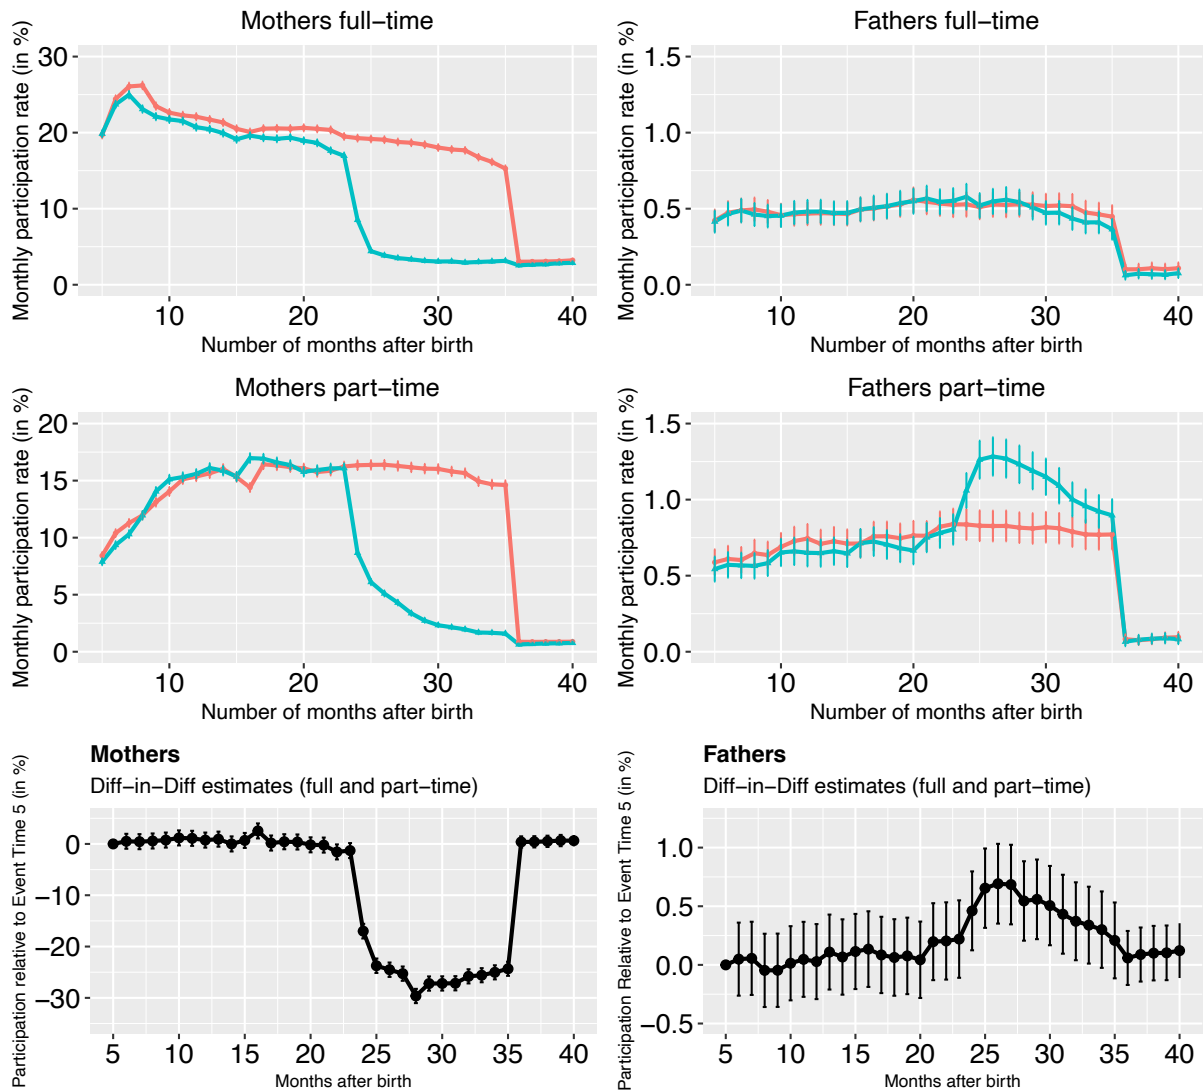 Mothers full−time
Monthly participation rate (in %)
30
20
10
0
10 20 30 40
Number of months after birth
Fathers full−time
Monthly participation rate (in %)
1.5
1.0
0.5
0.0
10 20 30 40
Number of months after birth
Mothers part−time
Monthly participation rate (in %)
20
15
10
5
0
10 20 30 40
Number of months after birth
Fathers part−time
Monthly participation rate (in %)
1.5
1.0
0.5
0.0
10 20 30 40
Number of months after birth
Mothers
Diff−in−Diff estimates (full and part−time)
Participation relative to Event Time 5 (in %)
0
−10
−20
−30
5 10 15 20 25 30 35 40
Months after birth
Fathers
Diff−in−Diff estimates (full and part−time)
Participation Relative to Event Time 5 (in %)
1.0
0.5
0.0
−0.5
5 10 15 20 25 30 35 40
Months after birth